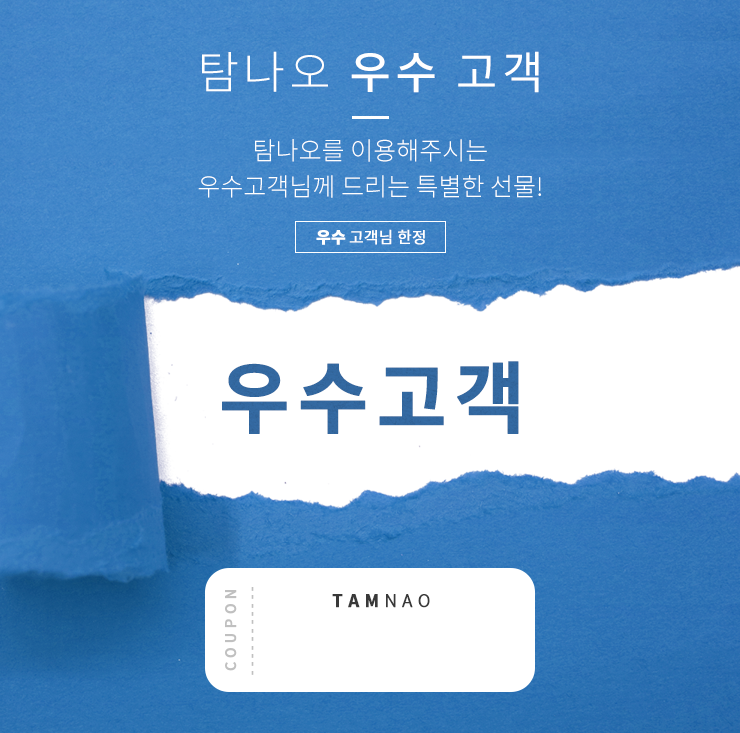 탐나오 우수 고객
탐나오를 이용해주시는
우수고객님께 드리는 특별한 선물!
우수 고객님 한정
우수고객
COUPON
TAMNAO